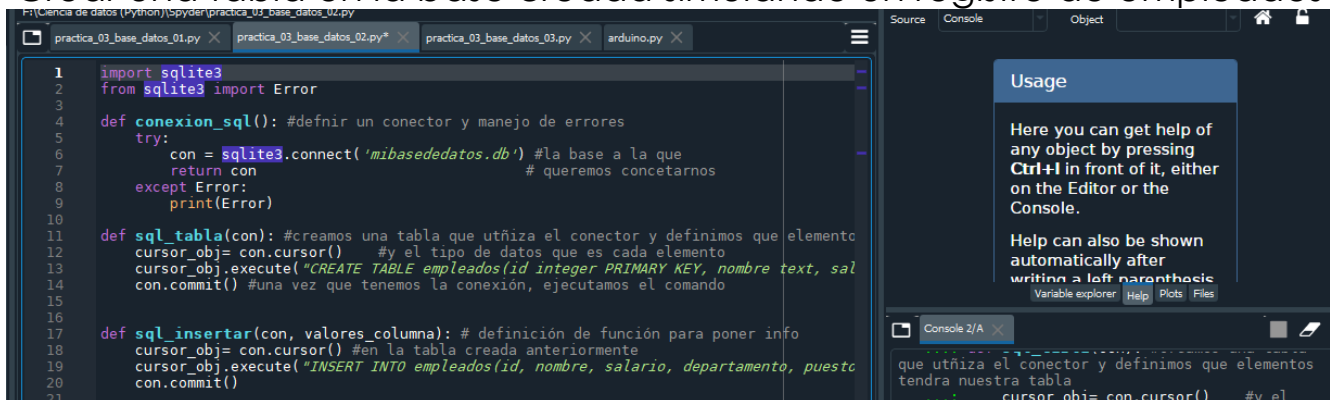 F:\Ciencia de datos (Python)\Spyder\practica_03_base_datos_02.py
practica_03_base_datos_01.py
practica_03_base_datos_02.py*
practica_03_base_datos_03.py
arduino.py
1 import sqlite3
2 from sqlite3 import Error
3
4 def conexion_sql(): #defnir un conector y manejo de errores
5 try:
6 con = sqlite3.connect('mibasededatos.db') #la base a la que
7 return con # queremos concetarnos
8 except Error:
9 print(Error)
10
11 def sql_tabla(con): #creamos una tabla que utñiza el conector y definimos que elemento
12 cursor_obj= con.cursor() #y el tipo de datos que es cada elemento
13 cursor_obj.execute("CREATE TABLE empleados(id integer PRIMARY KEY, nombre text, sal
14 con.commit() #una vez que tenemos la conexión, ejecutamos el comando
15
16
17 def sql_insertar(con, valores_columna): # definición de función para poner info
18 cursor_obj= con.cursor() #en la tabla creada anteriormente
19 cursor_obj.execute("INSERT INTO empleados(id, nombre, salario, departamento, puesto
20 con.commit()
21
Source Console Object
Usage
Here you can get help of
any object by pressing
Ctrl+I in front of it, either
on the Editor or the
Console.
Help can also be shown
automatically after
writing a left parenthesis
Variable explorer Help Plots Files
Console 2/A
que utñiza el conector y definimos que elementos
tendra nuestra tabla
cursor_obj= con.cursor() #y el